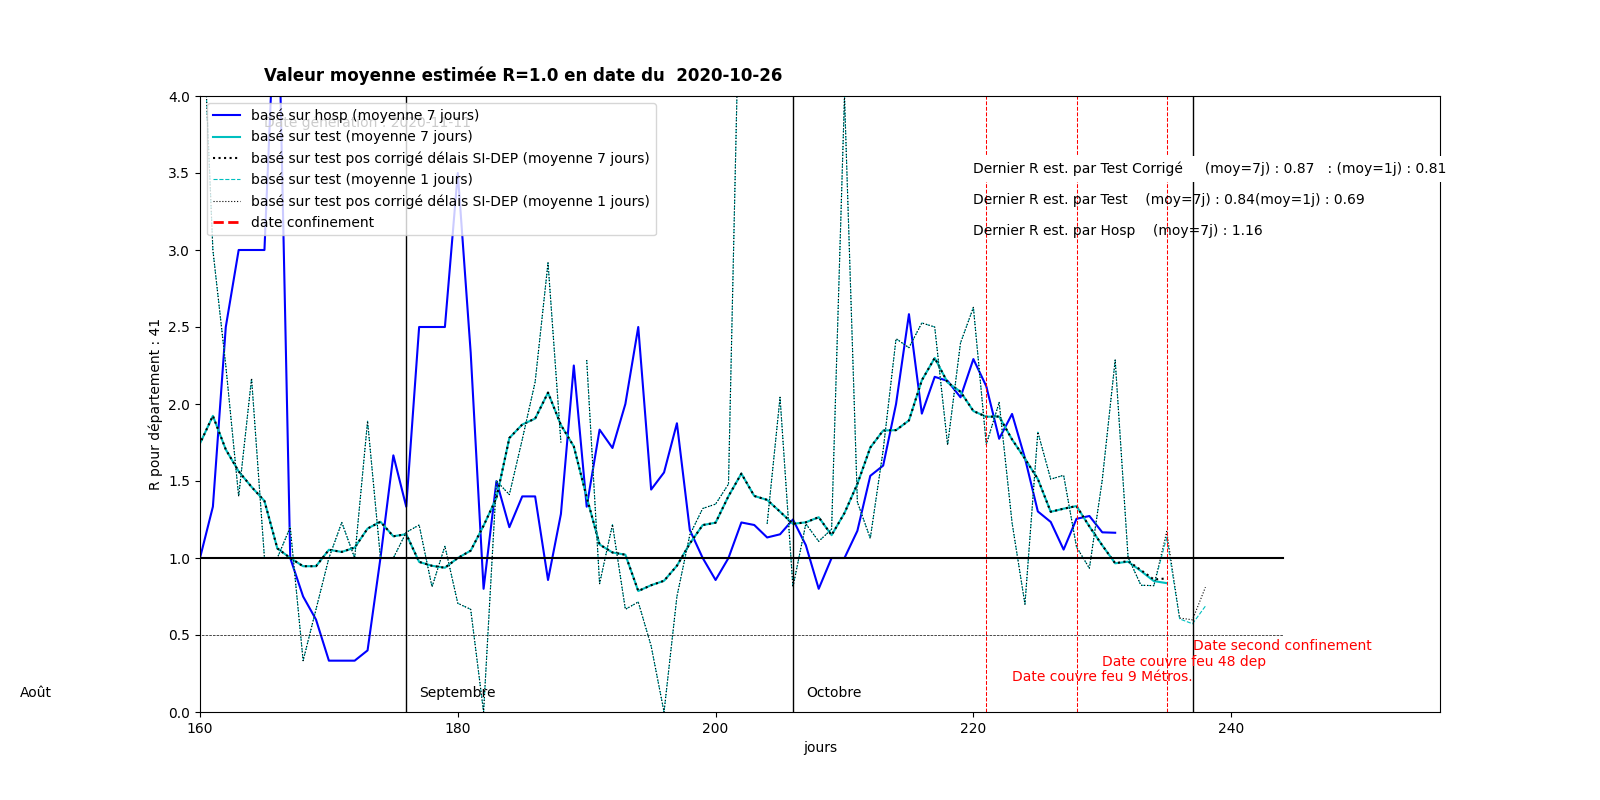 Valeur moyenne estimée R=1.0 en date du  2020-10-26
Date génération : 2020-11-11
basé sur hosp (moyenne 7 jours)
basé sur test (moyenne 7 jours)
basé sur test pos corrigé délais SI-DEP (moyenne 7 jours)
basé sur test (moyenne 1 jours)
basé sur test pos corrigé délais SI-DEP (moyenne 1 jours)
date confinement
Dernier R est. par Test Corrigé (moy=7j) : 0.87 : (moy=1j) : 0.81
Dernier R est. par Test (moy=7j) : 0.84(moy=1j) : 0.69
Dernier R est. par Hosp (moy=7j) : 1.16
4.0
3.5
3.0
2.5
2.0
1.5
1.0
0.5
0.0
R pour département : 41
Date second confinement
Date couvre feu 48 dep
Date couvre feu 9 Métros.
Août
Septembre
Octobre
160 180 200 220 240
jours